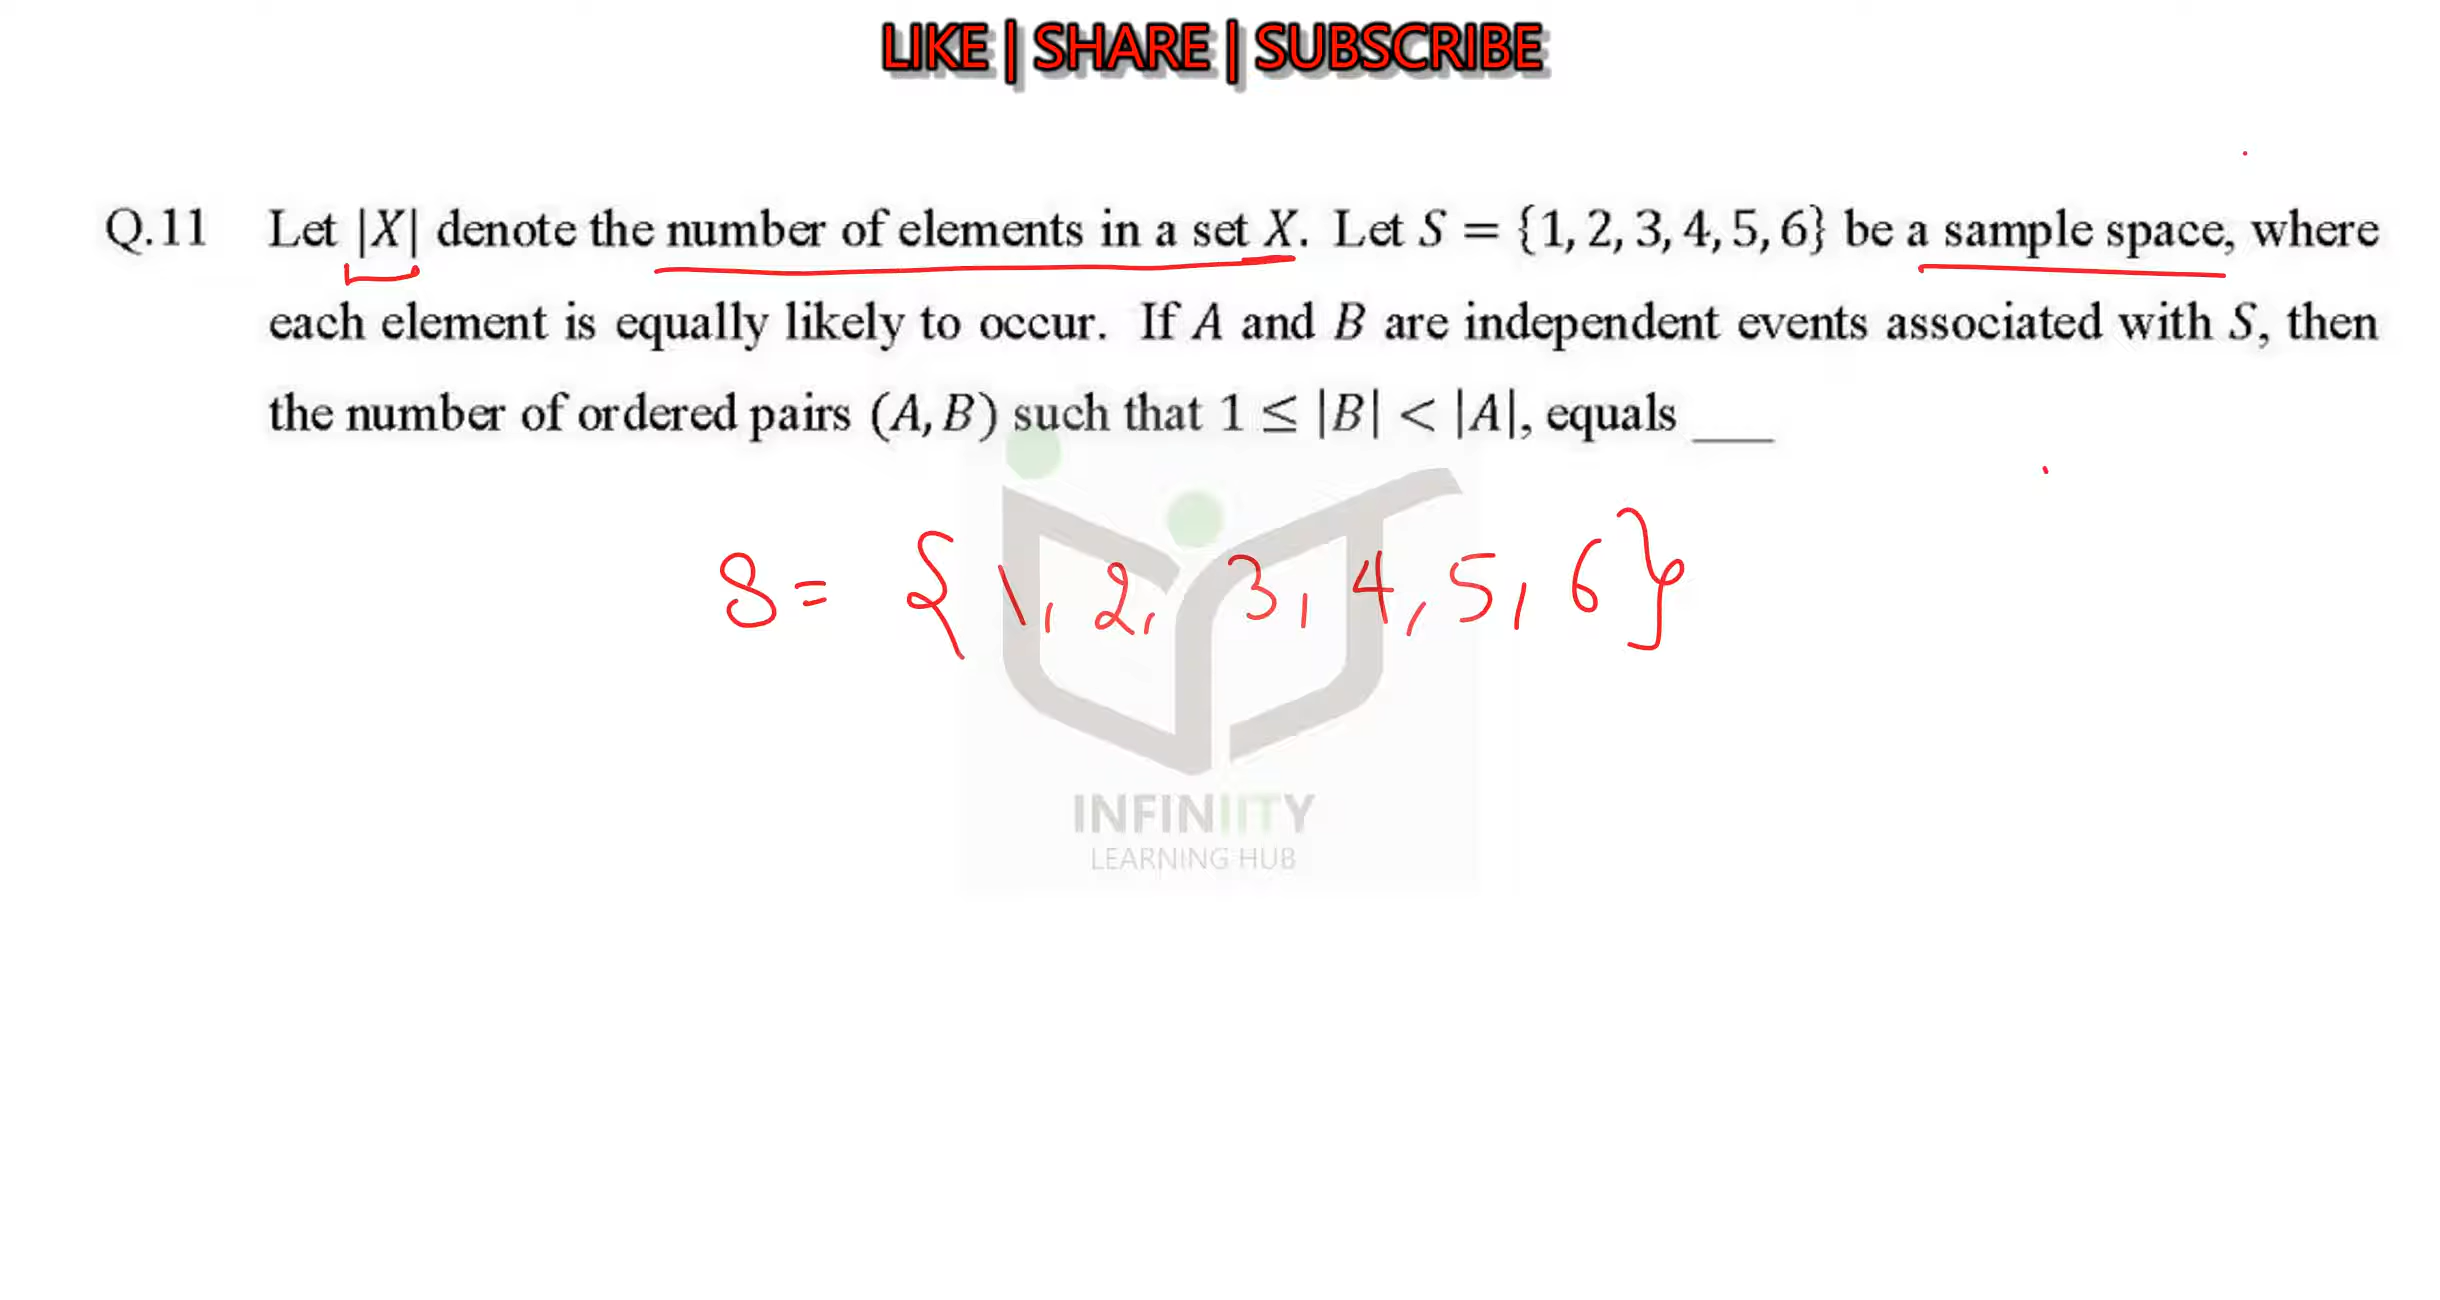 LIKE | SHARE | SUBSCRIBE
Q.11 Let |X| denote the number of elements in a set X. Let S = {1, 2, 3, 4, 5, 6} be a sample space, where
each element is equally likely to occur. If A and B are independent events associated with S, then
the number of ordered pairs (A, B) such that 1 ≤ |B| < |A|, equals ____
S = { 1, 2, 3, 4, 5, 6 }
INFINIITY
LEARNING HUB